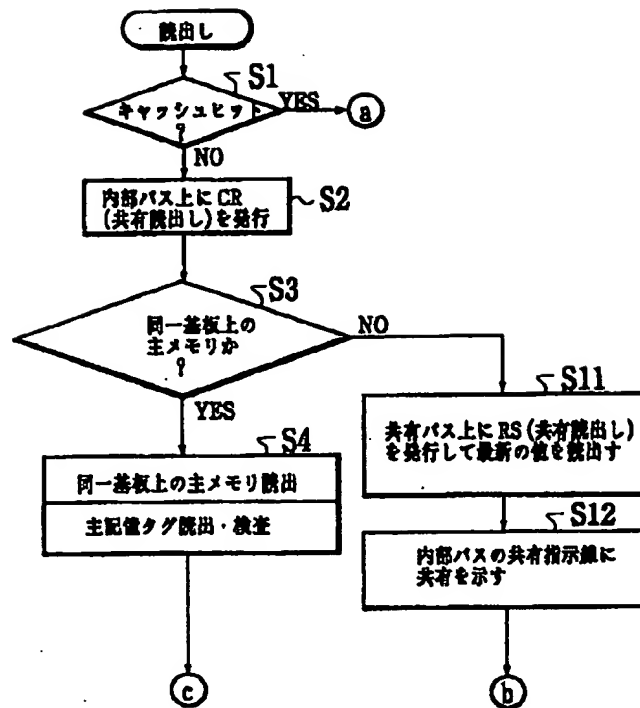 読出し
S1
キャッシュヒット
?
YES
a
NO
内部バス上に CR
(共有読出し)を発行
S2
S3
同一基板上の
主メモリか
?
NO
YES
S11
共有バス上に RS(共有読出し)
を発行して最新の値を読出す
S4
同一基板上の主メモリ読出
主記憶タグ読出・検査
S12
内部バスの共有指示線に
共有を示す
c
b